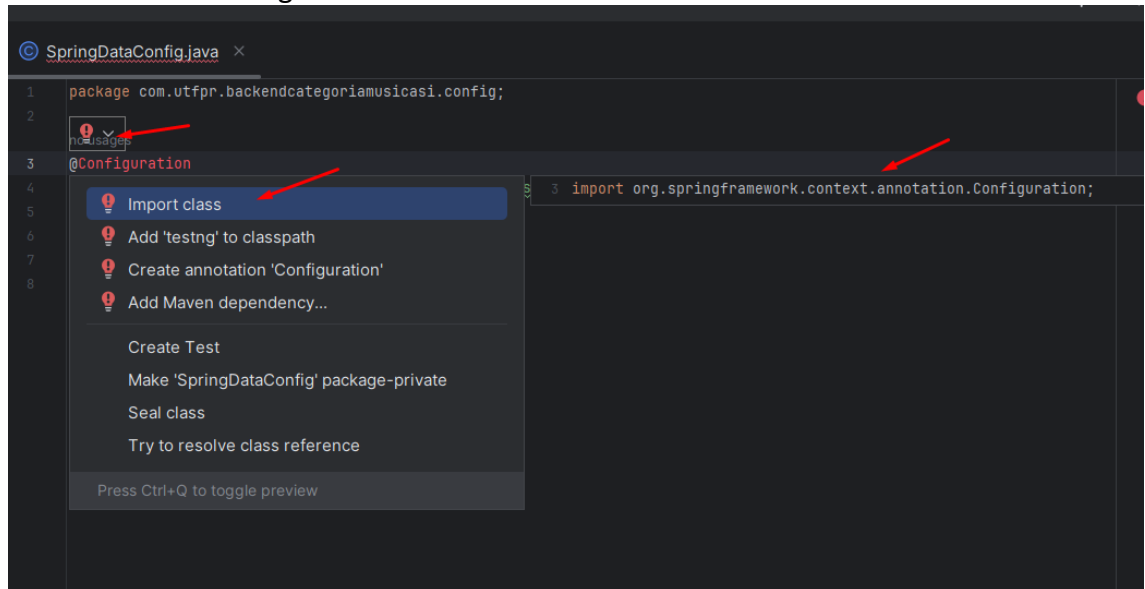 SpringDataConfig.java
1 package com.utfpr.backendcategoriamusicasi.config;
2
no usages
3 @Configuration
4
Import class
3 import org.springframework.context.annotation.Configuration;
5
6 Add 'testng' to classpath
7
Create annotation 'Configuration'
8
Add Maven dependency...
Create Test
Make 'SpringDataConfig' package-private
Seal class
Try to resolve class reference
Press Ctrl+Q to toggle preview